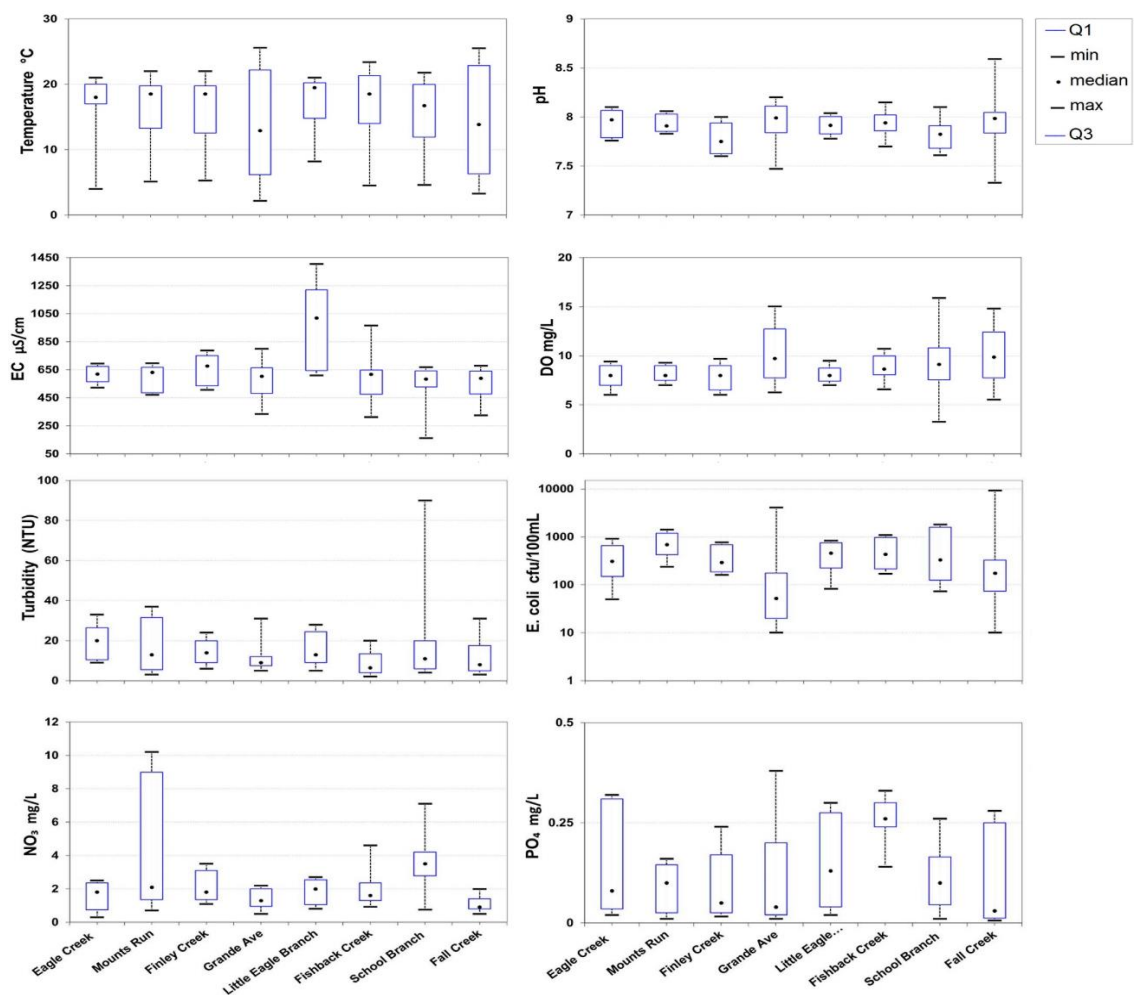 Temperature °C
30
20
10
0
pH
9
8.5
8
7.5
7
Q1
min
median
max
Q3
EC µS/cm
1450
1250
1050
850
650
450
250
50
DO mg/L
20
15
10
5
0
Turbidity (NTU)
100
80
60
40
20
0
E. coli cfu/100mL
10000
1000
100
10
1
NO₃ mg/L
12
10
8
6
4
2
0
Eagle Creek
Mounts Run
Finley Creek
Grande Ave
Little Eagle Branch
Fishback Creek
School Branch
Fall Creek
PO₄ mg/L
0.5
0.25
0
Eagle Creek
Mounts Run
Finley Creek
Grande Ave
Little Eagle...
Fishback Creek
School Branch
Fall Creek